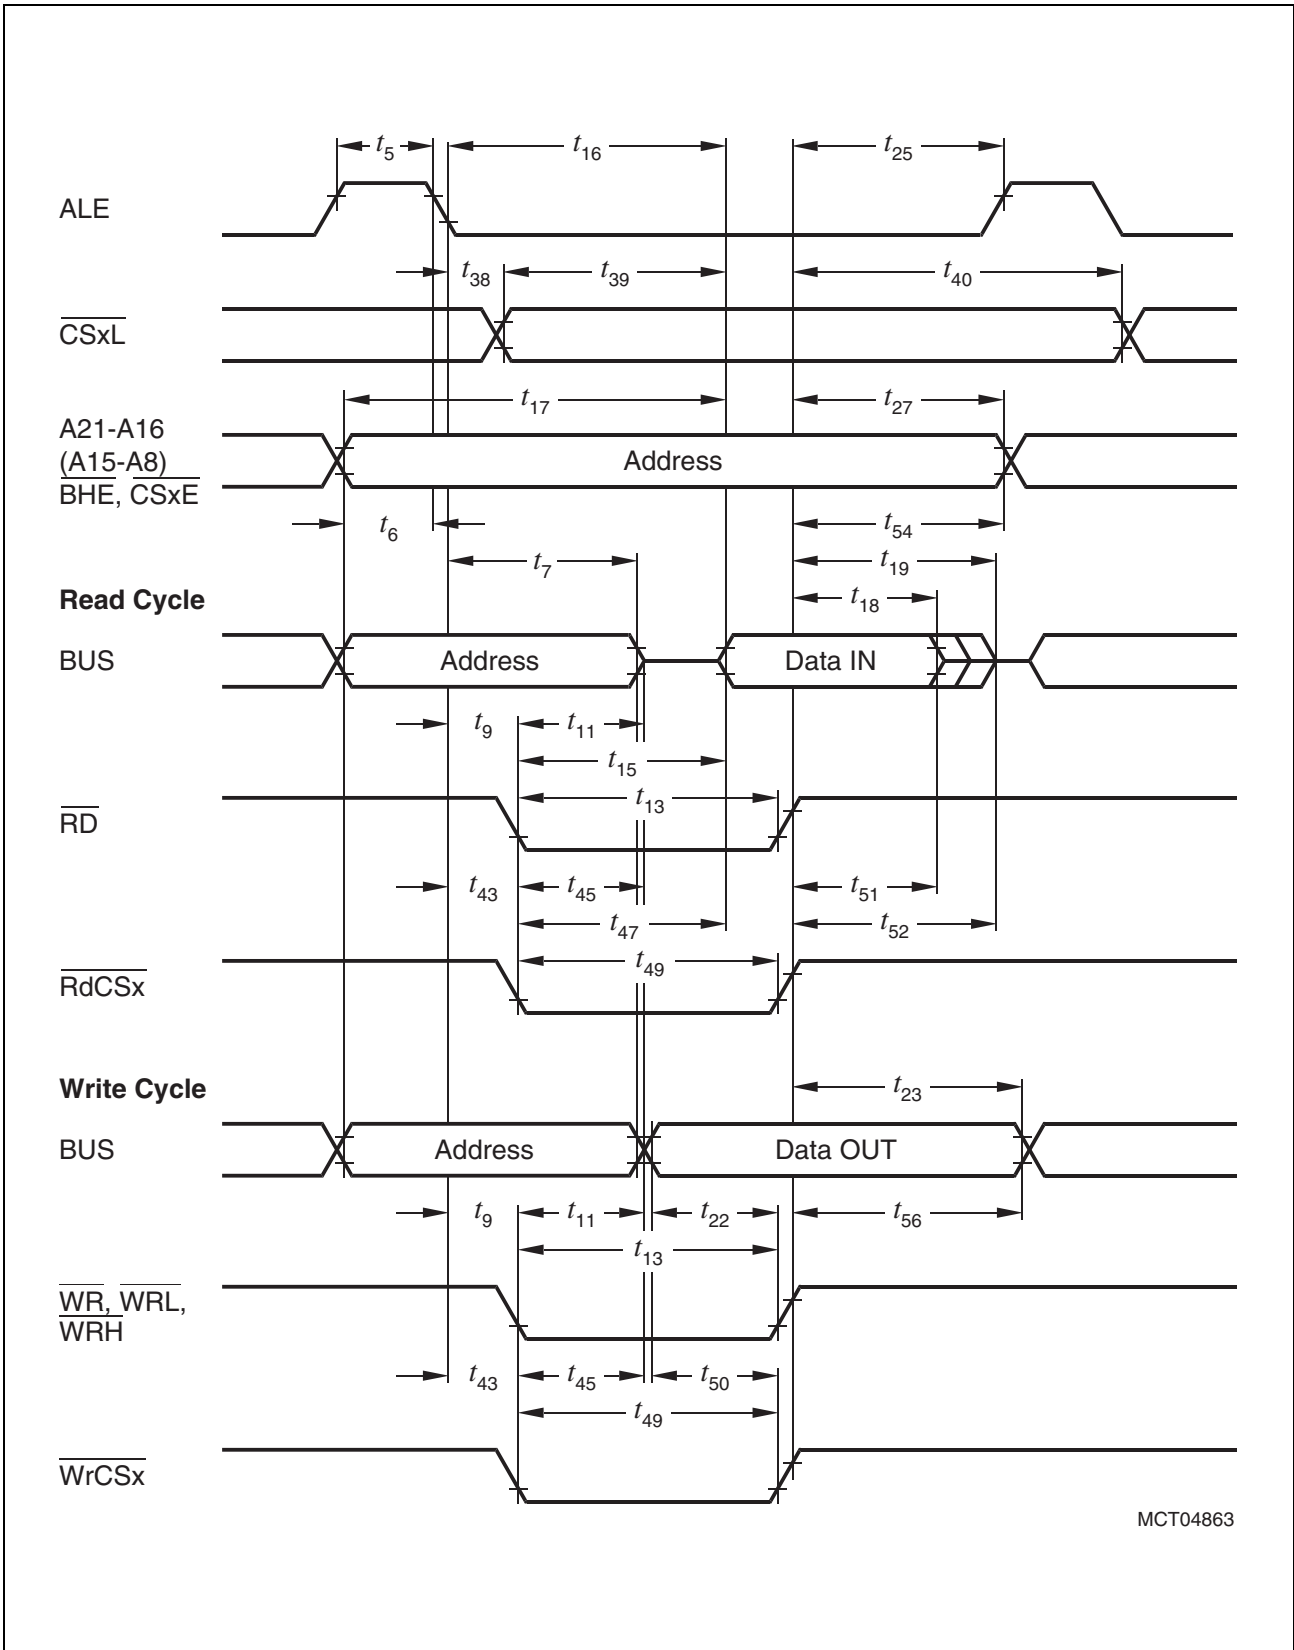 t5 t16 t25
ALE
t38 t39 t40
CSxL
t17 t27
A21-A16
(A15-A8)
BHE, CSxE
Address
t6 t54
t7 t19
Read Cycle
t18
BUS Address Data IN
t9 t11
t15
t13
RD
t43 t45 t51
t47 t52
t49
RdCSx
Write Cycle
t23
BUS Address Data OUT
t9 t11 t22 t56
t13
WR, WRL,
WRH
t43 t45 t50
t49
WrCSx
MCT04863